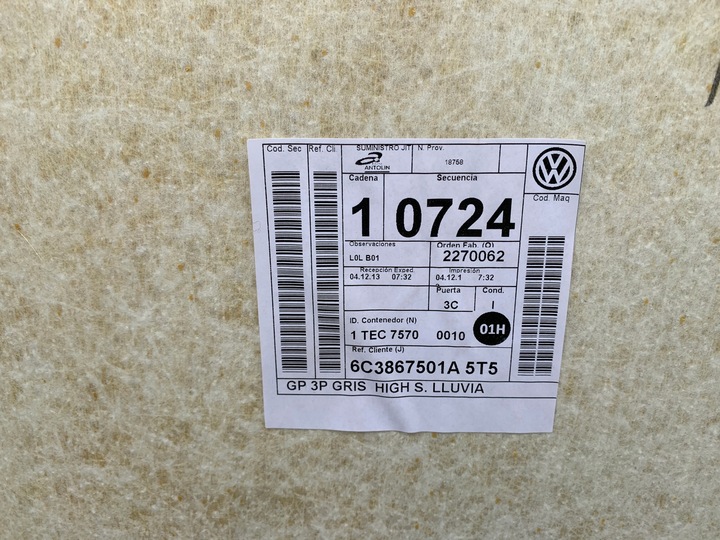 Cod. Sec
Ref. Cli.
SUMINISTRO JIT
N. Prov.
ANTOLIN
18768
Cadena
Secuencia
1
0724
Cod. Maq
Observaciones
Orden Fab. (O)
L0L B01
2270062
Recepción Exped.
Impresión
04.12.13 07:32
04.12.1 7:32
3
Puerta
Cond.
3C
I
ID. Contenedor (N)
1 TEC 7570 0010
01H
Ref. Cliente (J)
6C3867501A 5T5
GP 3P GRIS HIGH S. LLUVIA